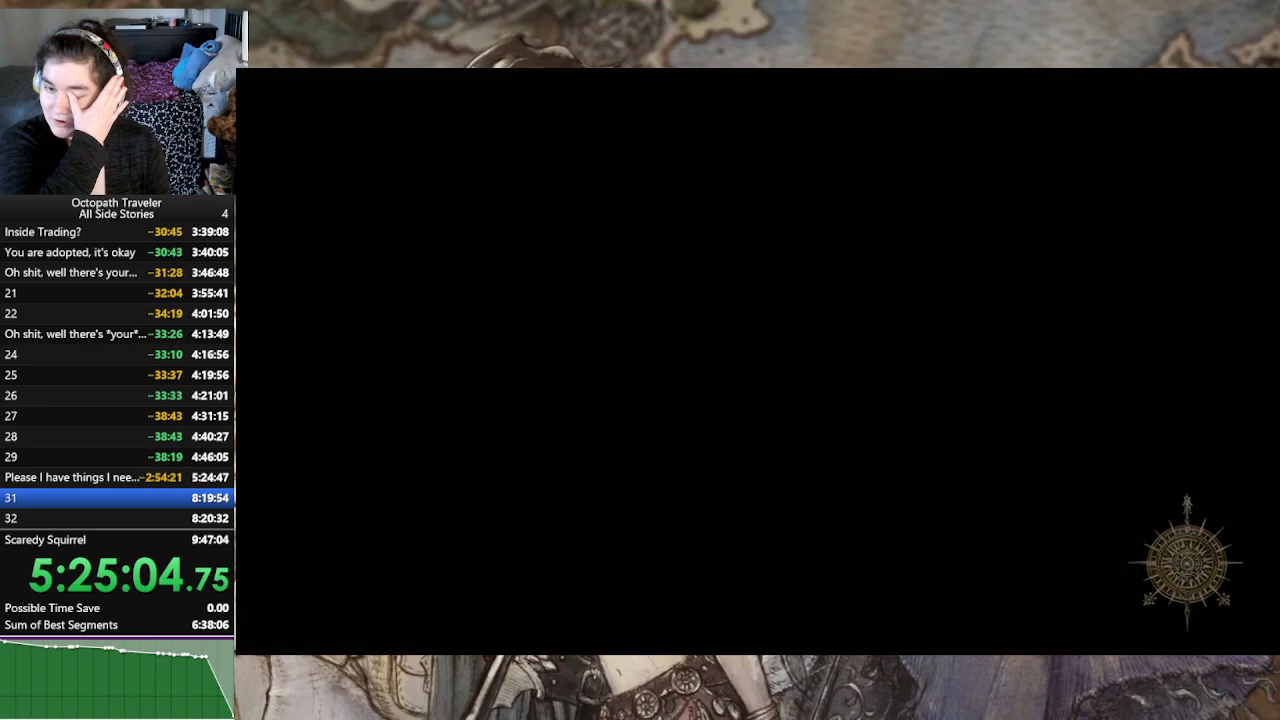 Octopath Traveler
All Side Stories 4
Inside Trading? −30:45 3:39:08
You are adopted, it's okay −30:43 3:40:05
Oh shit, well there's your... −31:28 3:46:48
21 −32:04 3:55:41
22 −34:19 4:01:50
Oh shit, well there's *your*... −33:26 4:13:49
24 −33:10 4:16:56
25 −33:37 4:19:56
26 −33:33 4:21:01
27 −38:43 4:31:15
28 −38:43 4:40:27
29 −38:19 4:46:05
Please I have things I nee... −2:54:21 5:24:47
31 8:19:54
32 8:20:32
Scaredy Squirrel 9:47:04
5:25:04.75
Possible Time Save 0.00
Sum of Best Segments 6:38:06